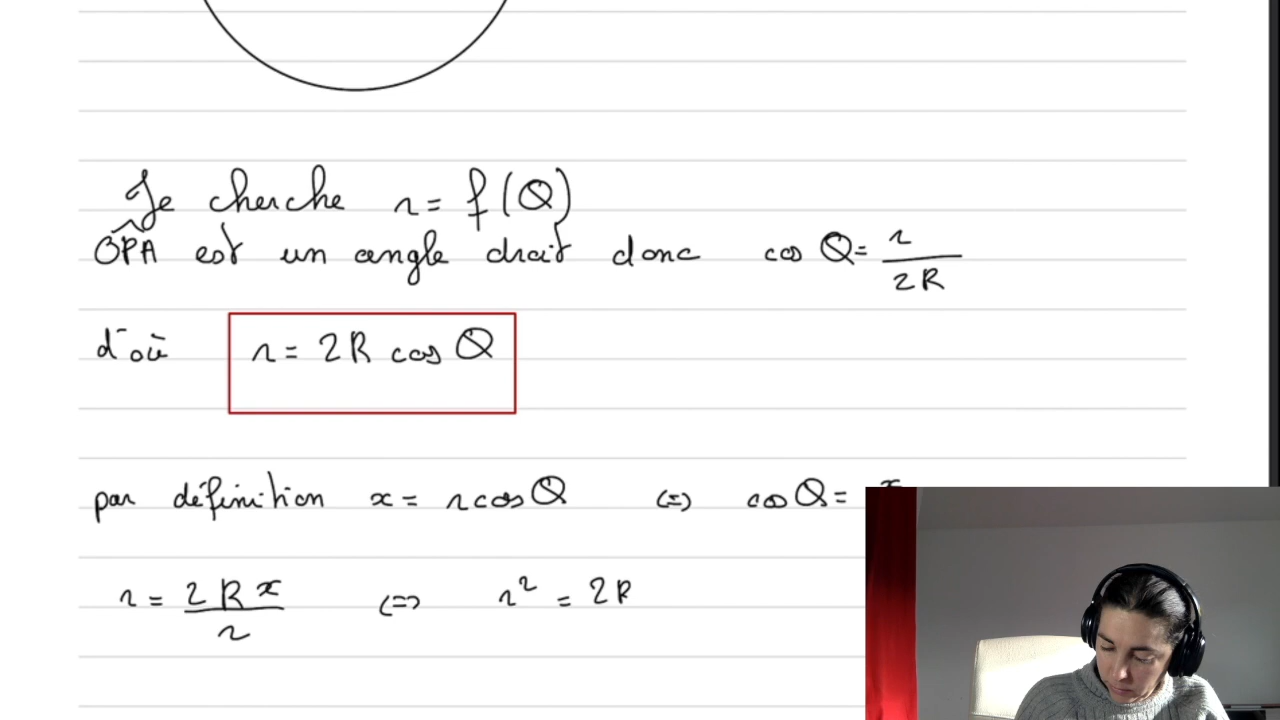 Je cherche r = f(θ)
OPA est un angle droit donc cos θ = r / 2R
d'où r = 2R cos θ
par définition x = r cos θ (=) cos θ =
r = 2 R x / r <=> r² = 2R